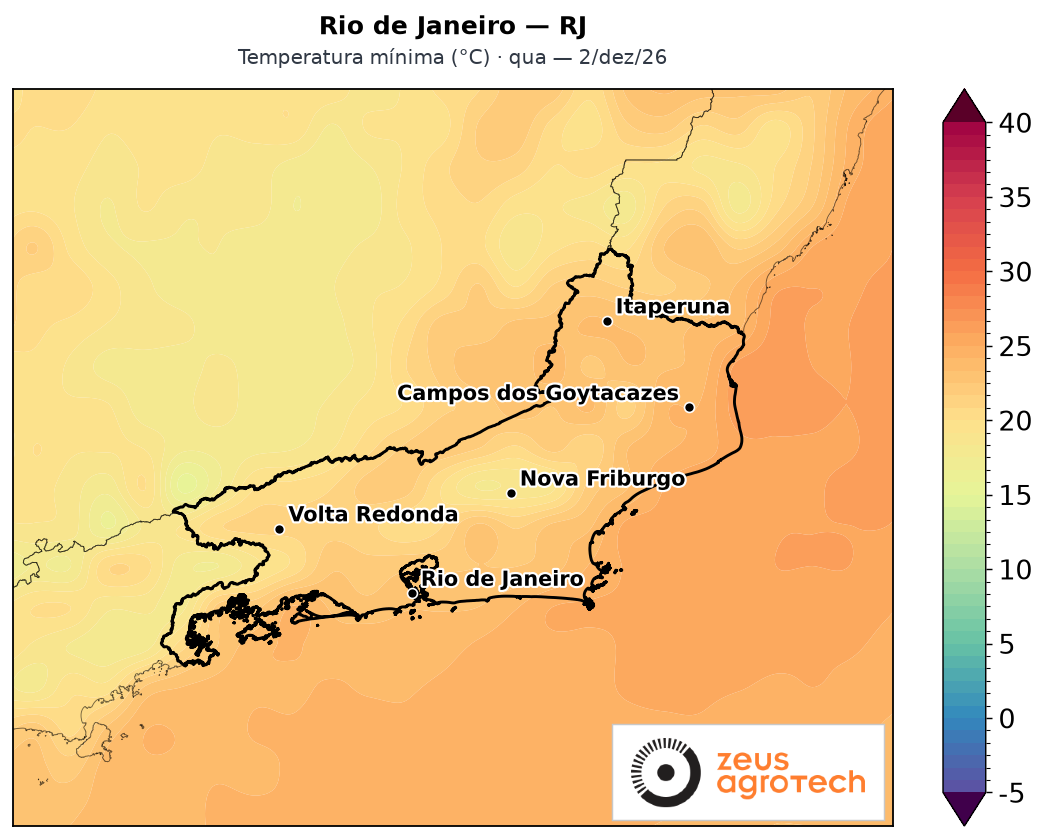 Rio de Janeiro — RJ
Temperatura mínima (°C) · qua — 2/dez/26
Itaperuna
Campos dos Goytacazes
Nova Friburgo
Volta Redonda
Rio de Janeiro
40
35
30
25
20
15
10
5
0
-5
zeus
agrotech